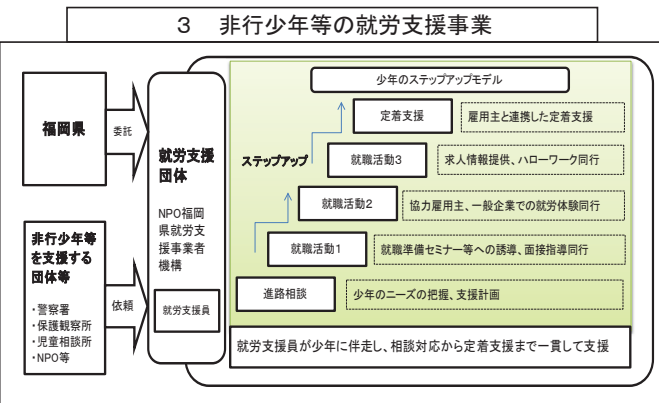 ３　非行少年等の就労支援事業
福岡県
委託
非行少年等
を支援する
団体等
・警察署
・保護観察所
・児童相談所
・NPO等
依頼
就労支援
団体
NPO福岡
県就労支
援事業者
機構
就労支援員
少年のステップアップモデル
ステップアップ
定着支援
雇用主と連携した定着支援
就職活動3
求人情報提供、ハローワーク同行
就職活動2
協力雇用主、一般企業での就労体験同行
就職活動1
就職準備セミナー等への誘導、面接指導同行
進路相談
少年のニーズの把握、支援計画
就労支援員が少年に伴走し、相談対応から定着支援まで一貫して支援